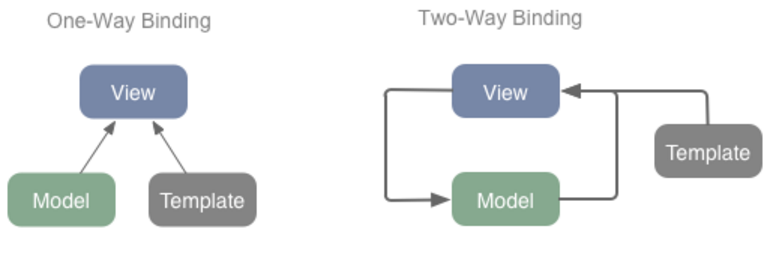 One-Way Binding
View
Model
Template
Two-Way Binding
View
Template
Model